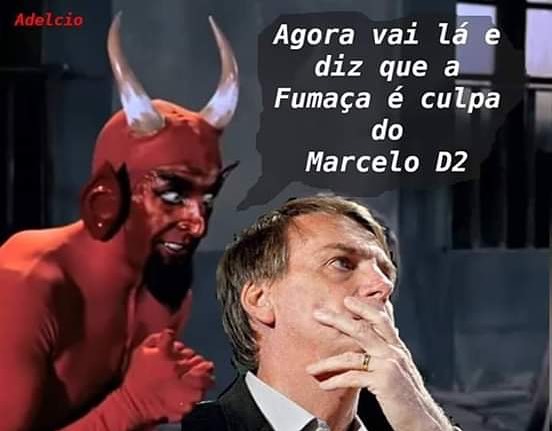 Adelcio
Agora vai lá e
diz que a
Fumaça é culpa
do
Marcelo D2